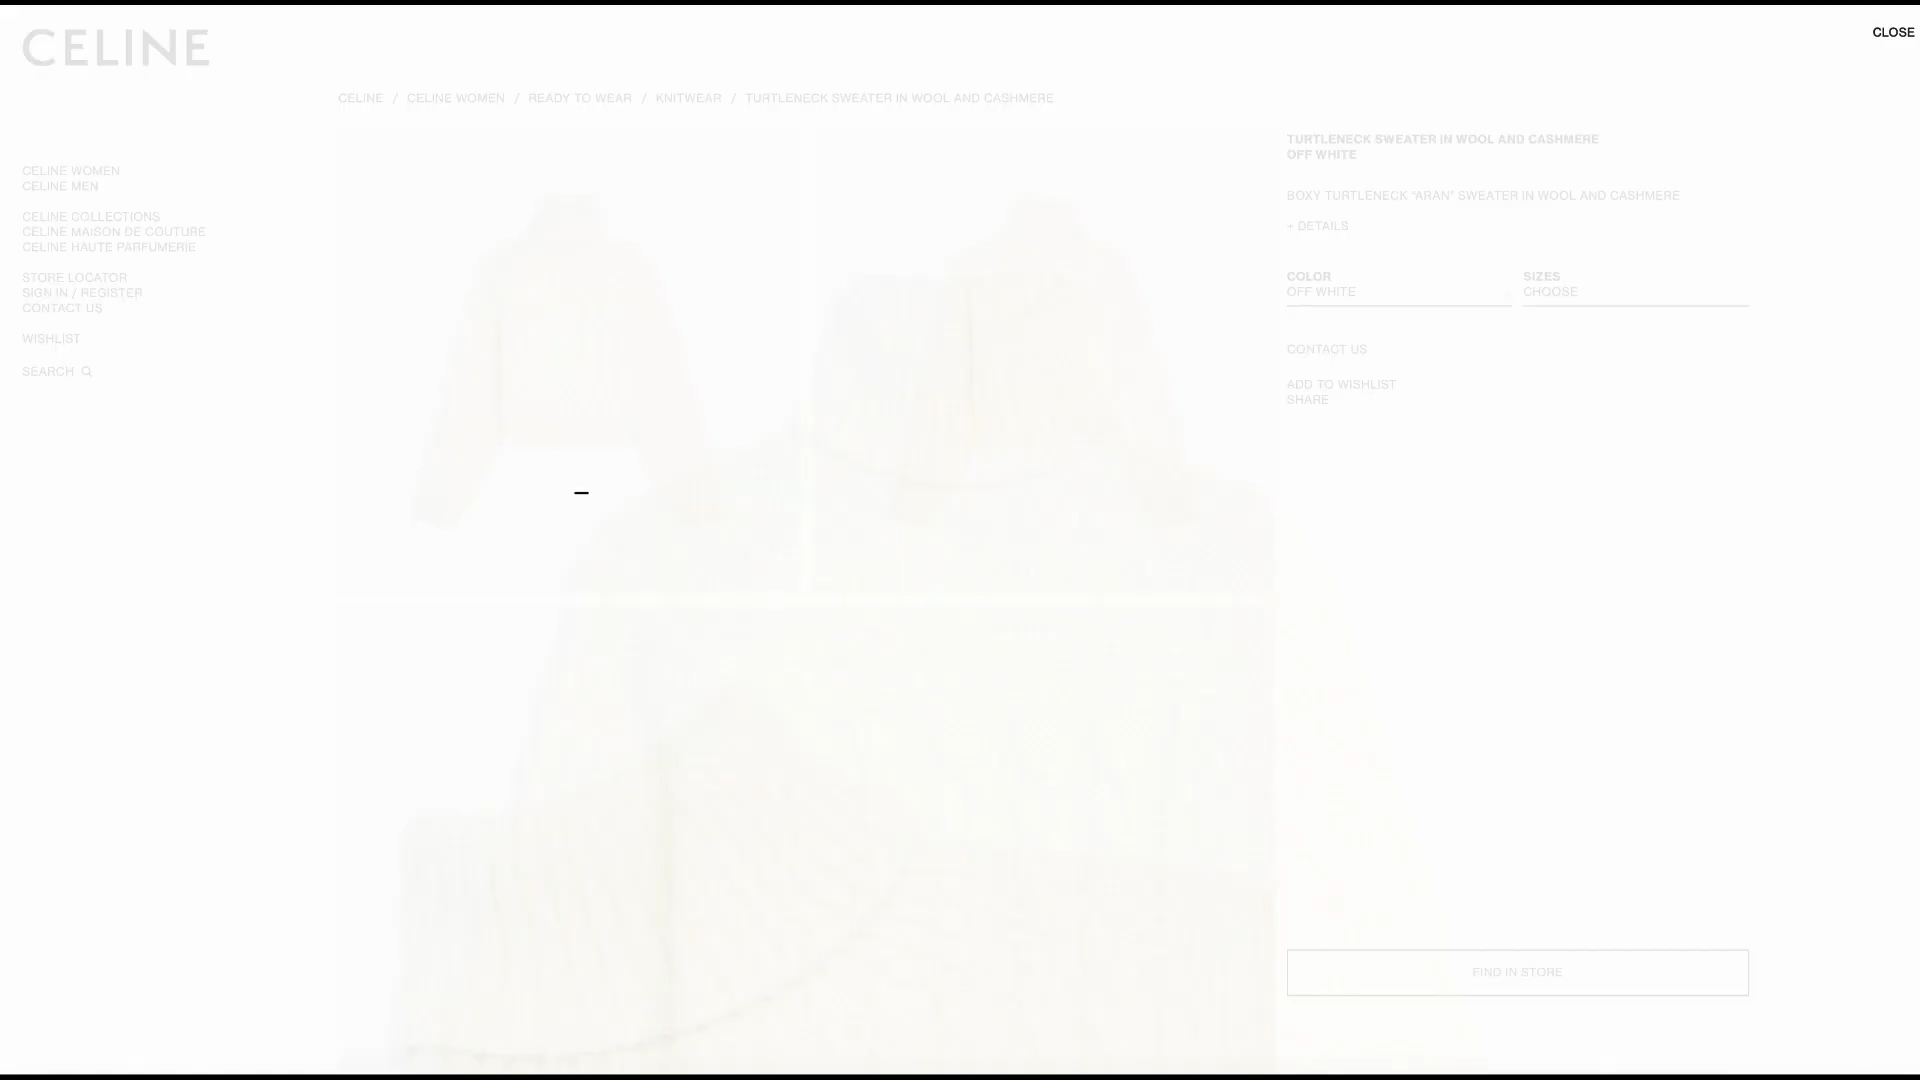 CELINE
CLOSE
CELINE / CELINE WOMEN / READY TO WEAR / KNITWEAR / TURTLENECK SWEATER IN WOOL AND CASHMERE
CELINE WOMEN
CELINE MEN
CELINE COLLECTIONS
CELINE MAISON DE COUTURE
CELINE HAUTE PARFUMERIE
STORE LOCATOR
SIGN IN / REGISTER
CONTACT US
WISHLIST
SEARCH
TURTLENECK SWEATER IN WOOL AND CASHMERE
OFF WHITE
BOXY TURTLENECK "ARAN" SWEATER IN WOOL AND CASHMERE
+ DETAILS
COLOR
OFF WHITE
SIZES
CHOOSE
CONTACT US
ADD TO WISHLIST
SHARE
FIND IN STORE